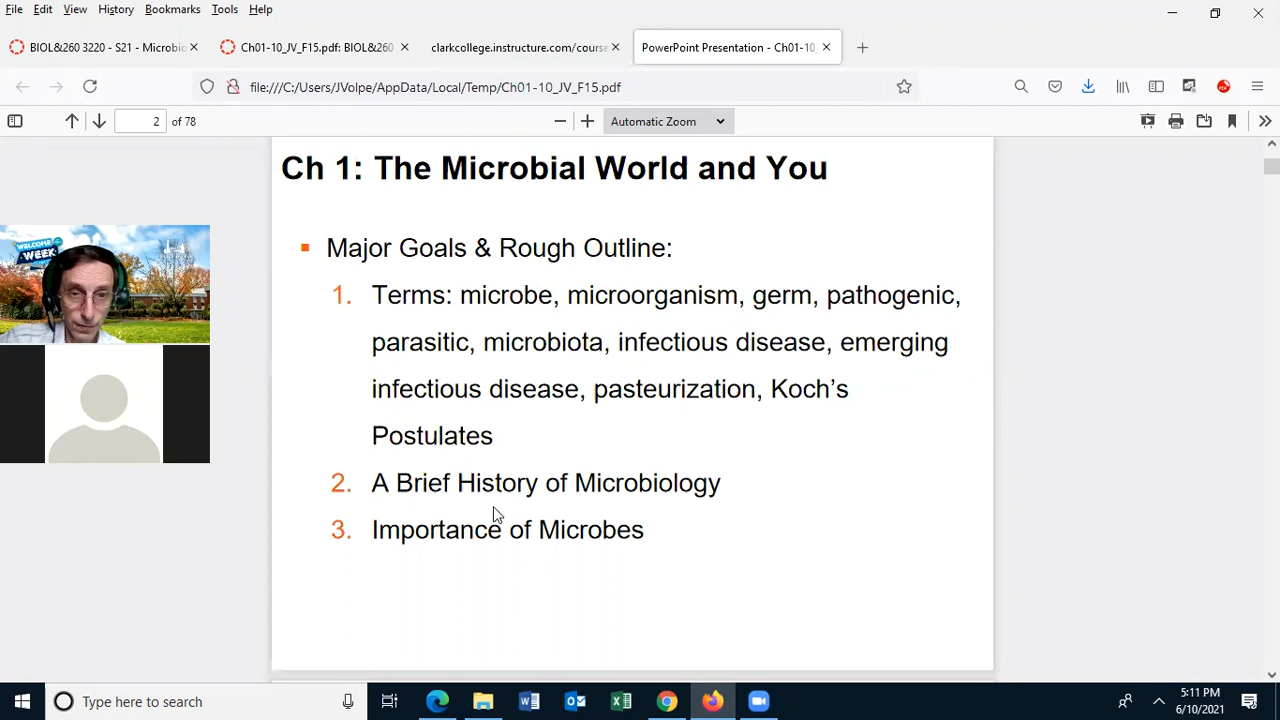 File Edit View History Bookmarks Tools Help
BIOL&260 3220 - S21 - Microbio
Ch01-10_JV_F15.pdf: BIOL&260
clarkcollege.instructure.com/course
PowerPoint Presentation - Ch01-10_
file:///C:/Users/JVolpe/AppData/Local/Temp/Ch01-10_JV_F15.pdf
2 of 78
Automatic Zoom
Ch 1: The Microbial World and You
Major Goals & Rough Outline:
1. Terms: microbe, microorganism, germ, pathogenic,
parasitic, microbiota, infectious disease, emerging
infectious disease, pasteurization, Koch's
Postulates
2. A Brief History of Microbiology
3. Importance of Microbes
WELCOME
WEEK
Type here to search
5:11 PM
6/10/2021